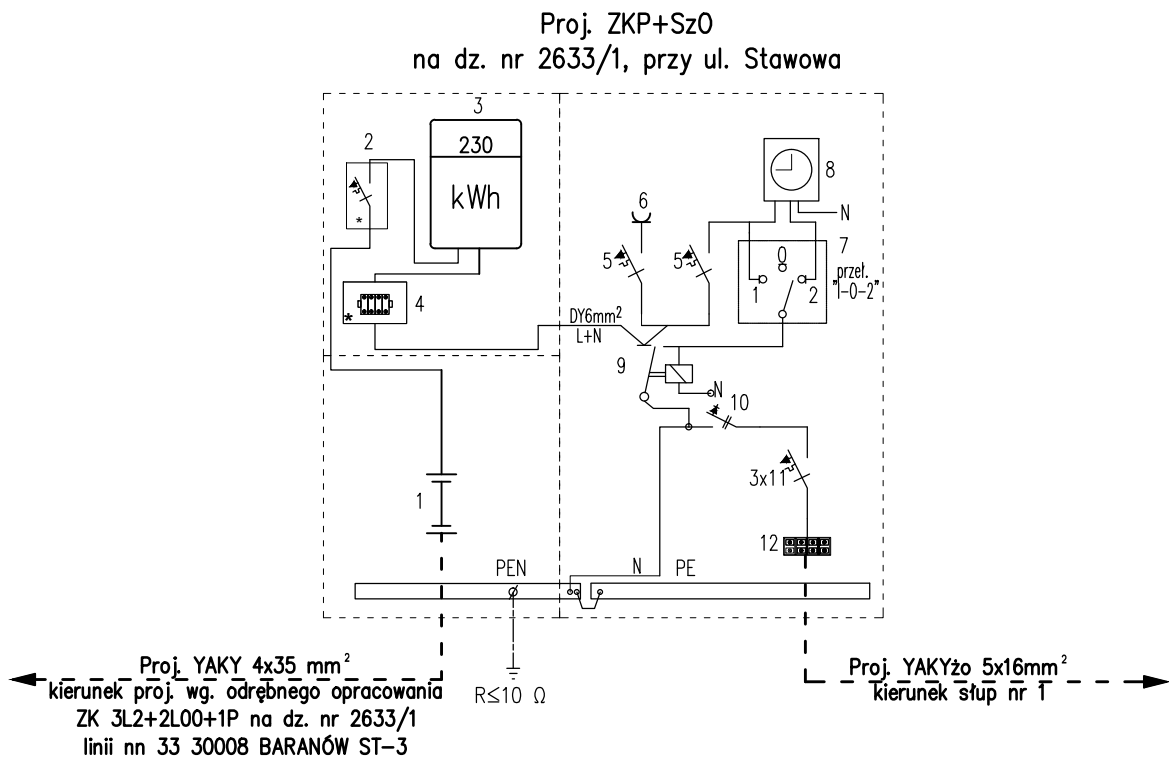 Proj. ZKP+SzO
na dz. nr 2633/1, przy ul. Stawowa
3
2
230
kWh
*
4
*
8
N
6
7
5
5
0
1
2
przeł.
"I-0-2"
DY6mm²
L+N
9
N
10
3x11
1
12
PEN
N
PE
R≤10 Ω
Proj. YAKY 4x35 mm²
kierunek proj. wg. odrębnego opracowania
ZK 3L2+2L00+1P na dz. nr 2633/1
linii nn 33 30008 BARANÓW ST-3
Proj. YAKYżo 5x16mm²
kierunek słup nr 1